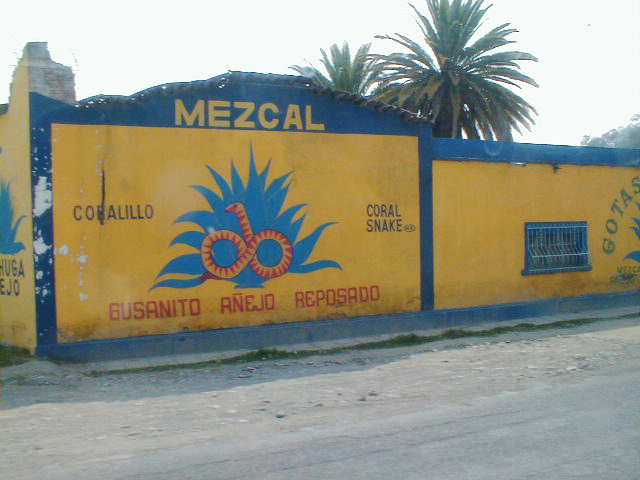 MEZCAL
CORALILLO
CORAL
SNAKE
GUSANITO AÑEJO REPOSADO
HUGA
EJO
GOTAS